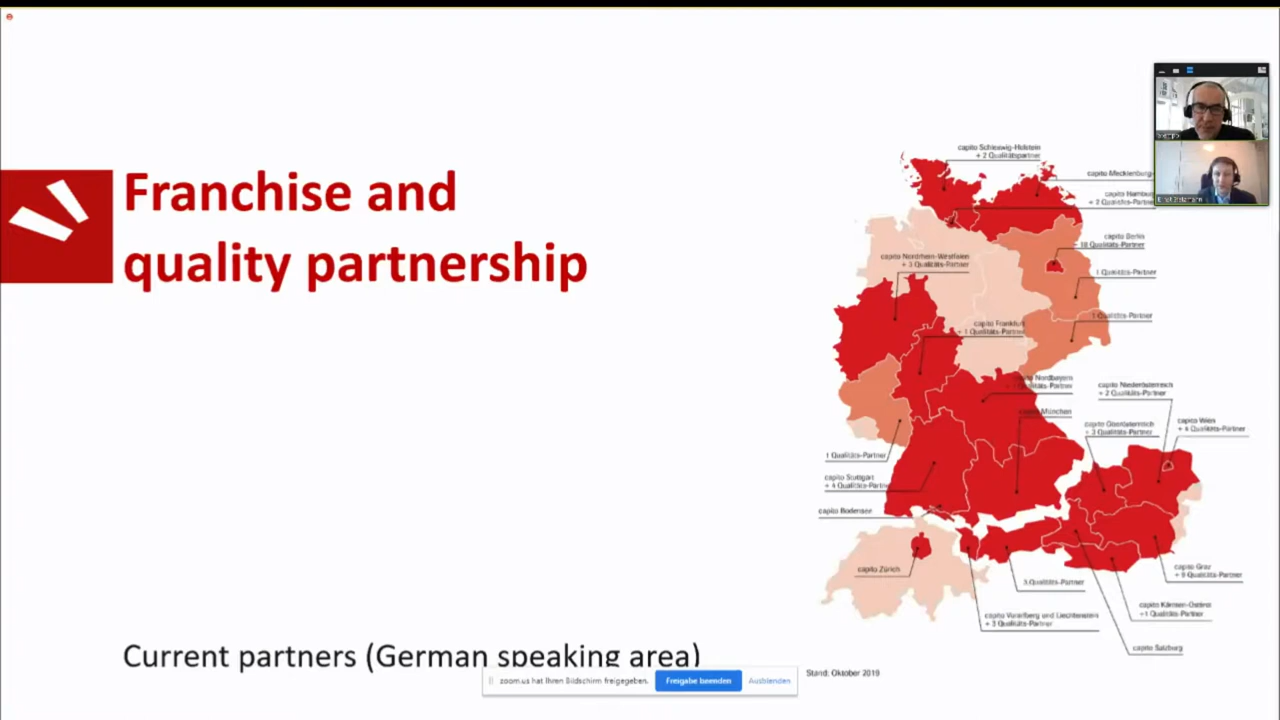 Franchise and
quality partnership
capito Schleswig-Holstein
+ 2 Qualitätspartner
capito Mecklenburg-
capito Hamburg
+ 2 Qualitäts-Partner
capito Berlin
+ 18 Qualitäts-Partner
capito Nordrhein-Westfalen
+ 3 Qualitäts-Partner
1 Qualitäts-Partner
1 Qualitäts-Partner
capito Frankfurt
+ 1 Qualitäts-Partner
capito Nordbayern
Qualitäts-Partner
capito München
capito Niederösterreich
+ 2 Qualitäts-Partner
capito Oberösterreich
+ 3 Qualitäts-Partner
capito Wien
Qualitäts-Partner
1 Qualitäts-Partner
capito Stuttgart
+ 4 Qualitäts-Partner
capito Bodensee
capito Zürich
3 Qualitäts-Partner
capito Graz
+ 9 Qualitäts-Partner
capito Vorarlberg und Liechtenstein
+ 3 Qualitäts-Partner
capito Kärnten-Osttirol
+1 Qualitäts-Partner
capito Salzburg
Current partners (German speaking area)
Stand: Oktober 2019
zoom.us hat Ihren Bildschirm freigegeben.
Freigabe beenden
Ausblenden